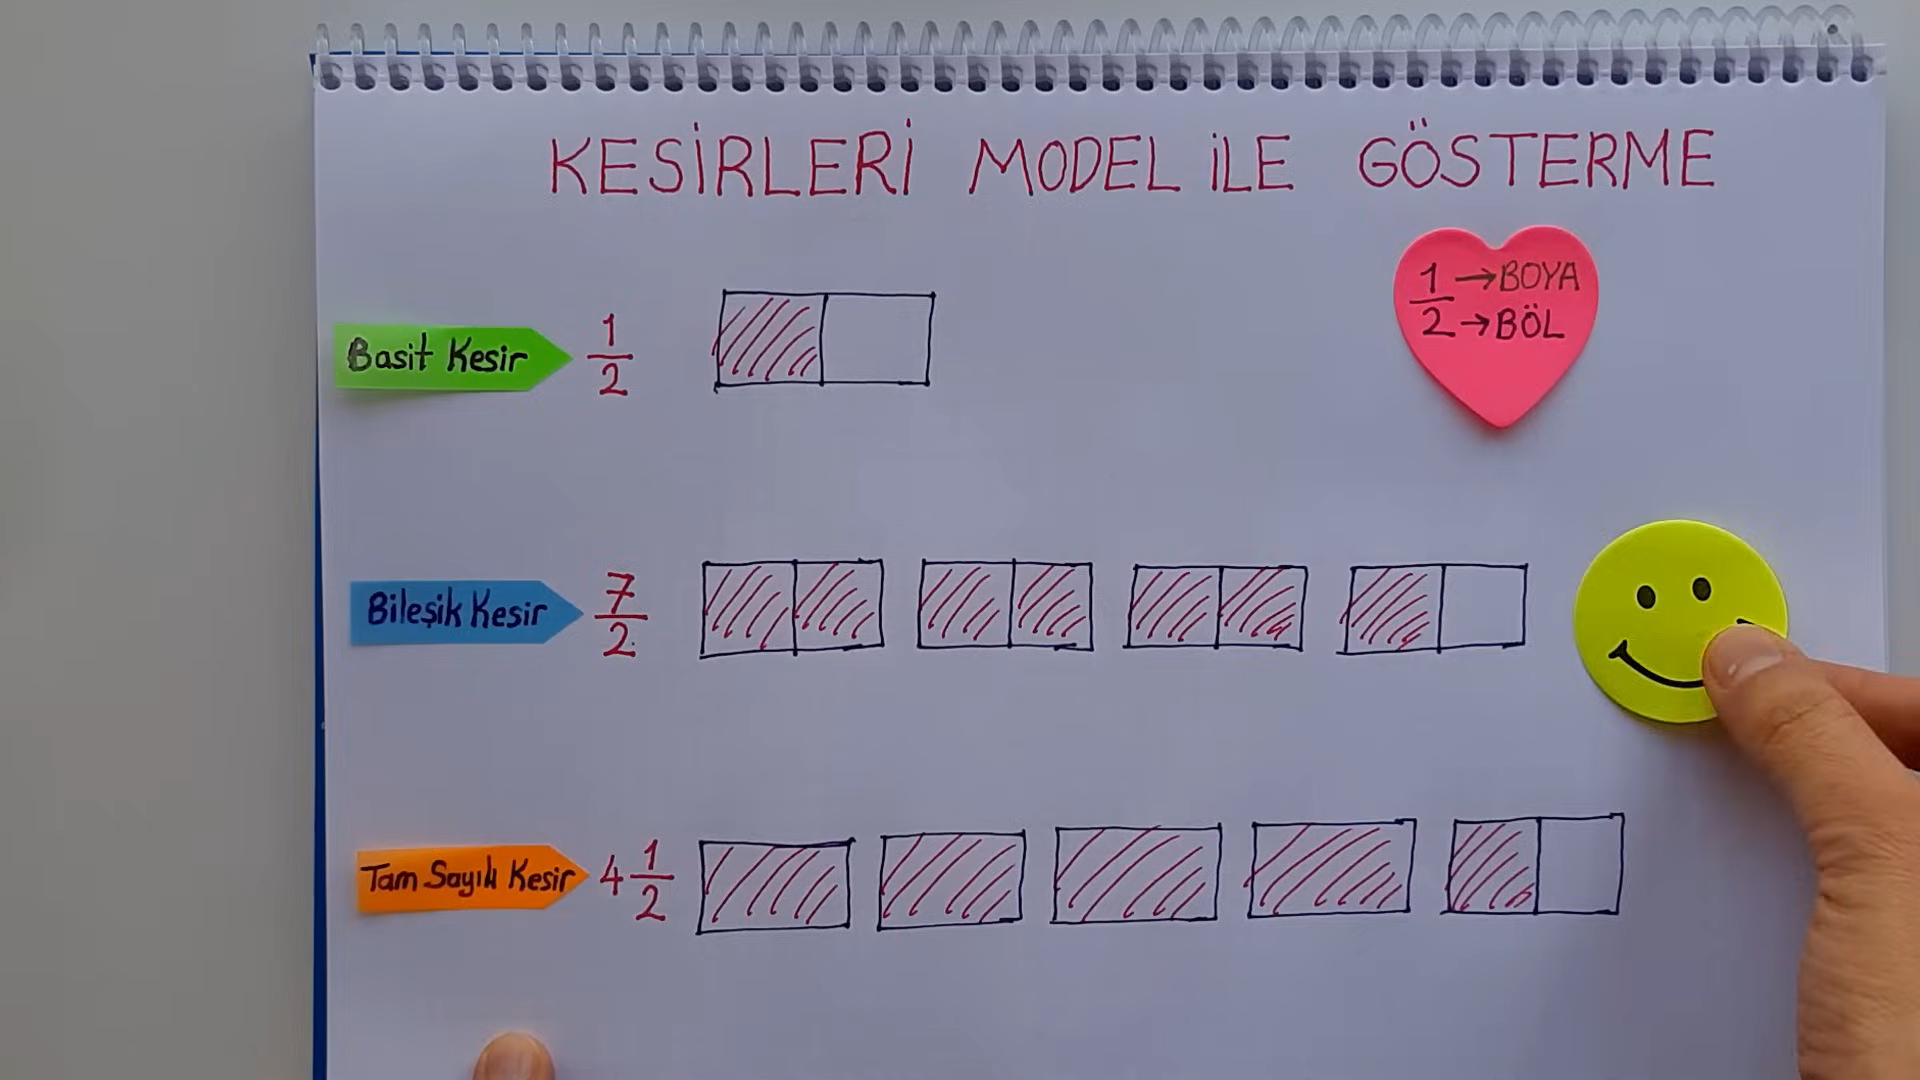 KESİRLERİ MODEL İLE GÖSTERME
1/2 → BOYA
→ BÖL
Basit Kesir 1/2
Bileşik Kesir 7/2
Tam Sayılı Kesir 4 1/2